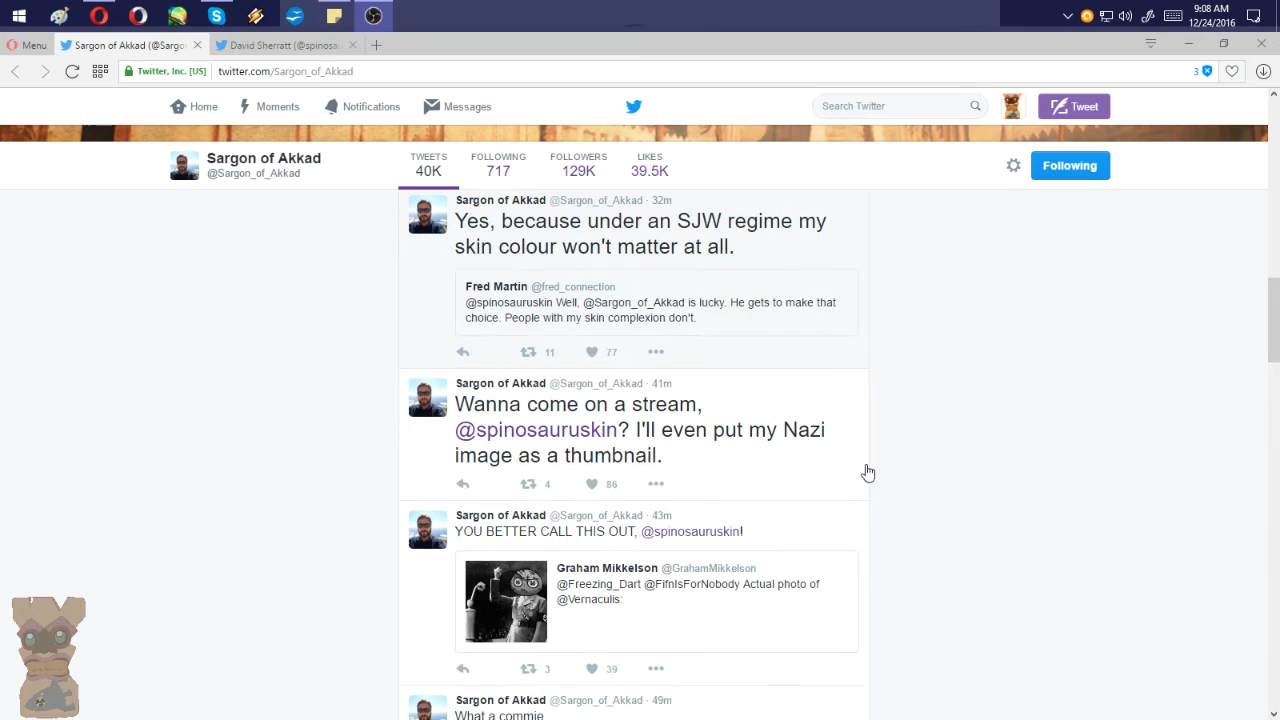 9:08 AM
12/24/2016
Menu
Sargon of Akkad (@Sargo
David Sherratt (@spinosau
Twitter, Inc. [US]
twitter.com/Sargon_of_Akkad
3
Home
Moments
Notifications
Messages
Search Twitter
Tweet
Sargon of Akkad
@Sargon_of_Akkad
TWEETS
40K
FOLLOWING
717
FOLLOWERS
129K
LIKES
39.5K
Following
Sargon of Akkad @Sargon_of_Akkad · 32m
Yes, because under an SJW regime my
skin colour won't matter at all.
Fred Martin @fred_connection
@spinosauruskin Well, @Sargon_of_Akkad is lucky. He gets to make that
choice. People with my skin complexion don't.
11
77
Sargon of Akkad @Sargon_of_Akkad · 41m
Wanna come on a stream,
@spinosauruskin? I'll even put my Nazi
image as a thumbnail.
4
86
Sargon of Akkad @Sargon_of_Akkad · 43m
YOU BETTER CALL THIS OUT, @spinosauruskin!
Graham Mikkelson @GrahamMikkelson
@Freezing_Dart @FifnIsForNobody Actual photo of
@Vernaculis:
3
39
Sargon of Akkad @Sargon_of_Akkad · 49m
What a commie